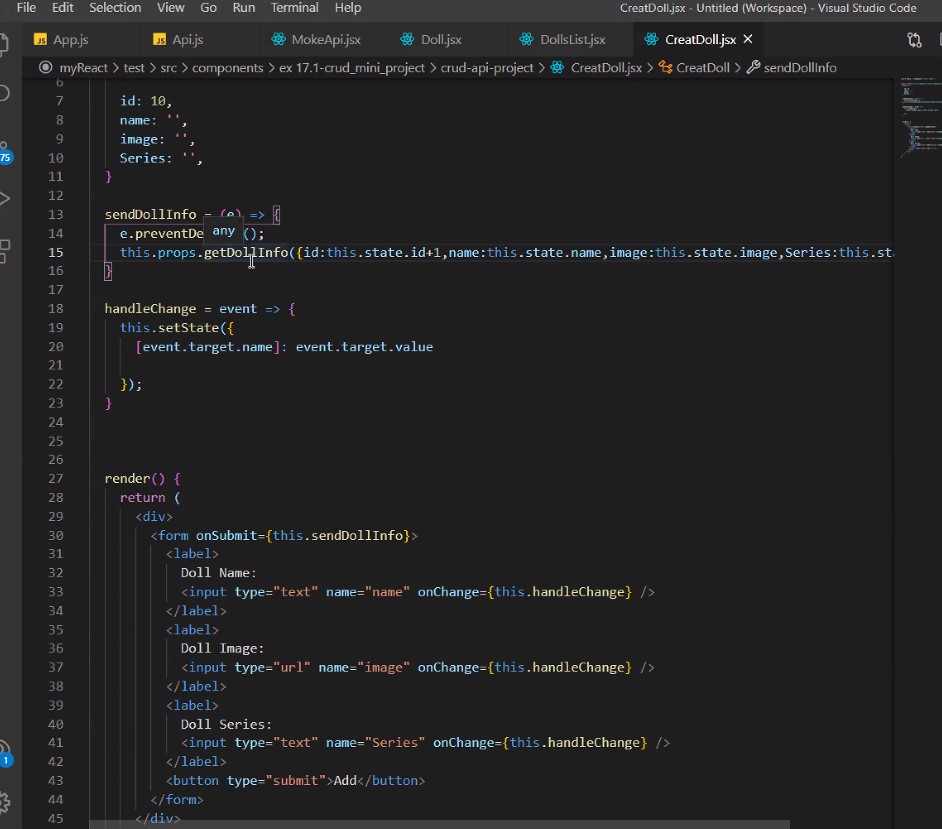 File Edit Selection View Go Run Terminal Help CreatDoll.jsx - Untitled (Workspace) - Visual Studio Code
JS App.js JS Api.js MokeApi.jsx Doll.jsx DollsList.jsx CreatDoll.jsx ×
myReact > test > src > components > ex 17.1-crud_mini_project > crud-api-project > CreatDoll.jsx > CreatDoll > sendDollInfo
6
7 id: 10,
8 name: '',
9 image: '',
10 Series: '',
11 }
12
13 sendDollInfo = (e) => {
14 e.preventDe any ();
15 this.props.getDollInfo({id:this.state.id+1,name:this.state.name,image:this.state.image,Series:this.sta
16 }
17
18 handleChange = event => {
19 this.setState({
20 [event.target.name]: event.target.value
21
22 });
23 }
24
25
26
27 render() {
28 return (
29 <div>
30 <form onSubmit={this.sendDollInfo}>
31 <label>
32 Doll Name:
33 <input type="text" name="name" onChange={this.handleChange} />
34 </label>
35 <label>
36 Doll Image:
37 <input type="url" name="image" onChange={this.handleChange} />
38 </label>
39 <label>
40 Doll Series:
41 <input type="text" name="Series" onChange={this.handleChange} />
42 </label>
43 <button type="submit">Add</button>
44 </form>
45 </div>
75
1